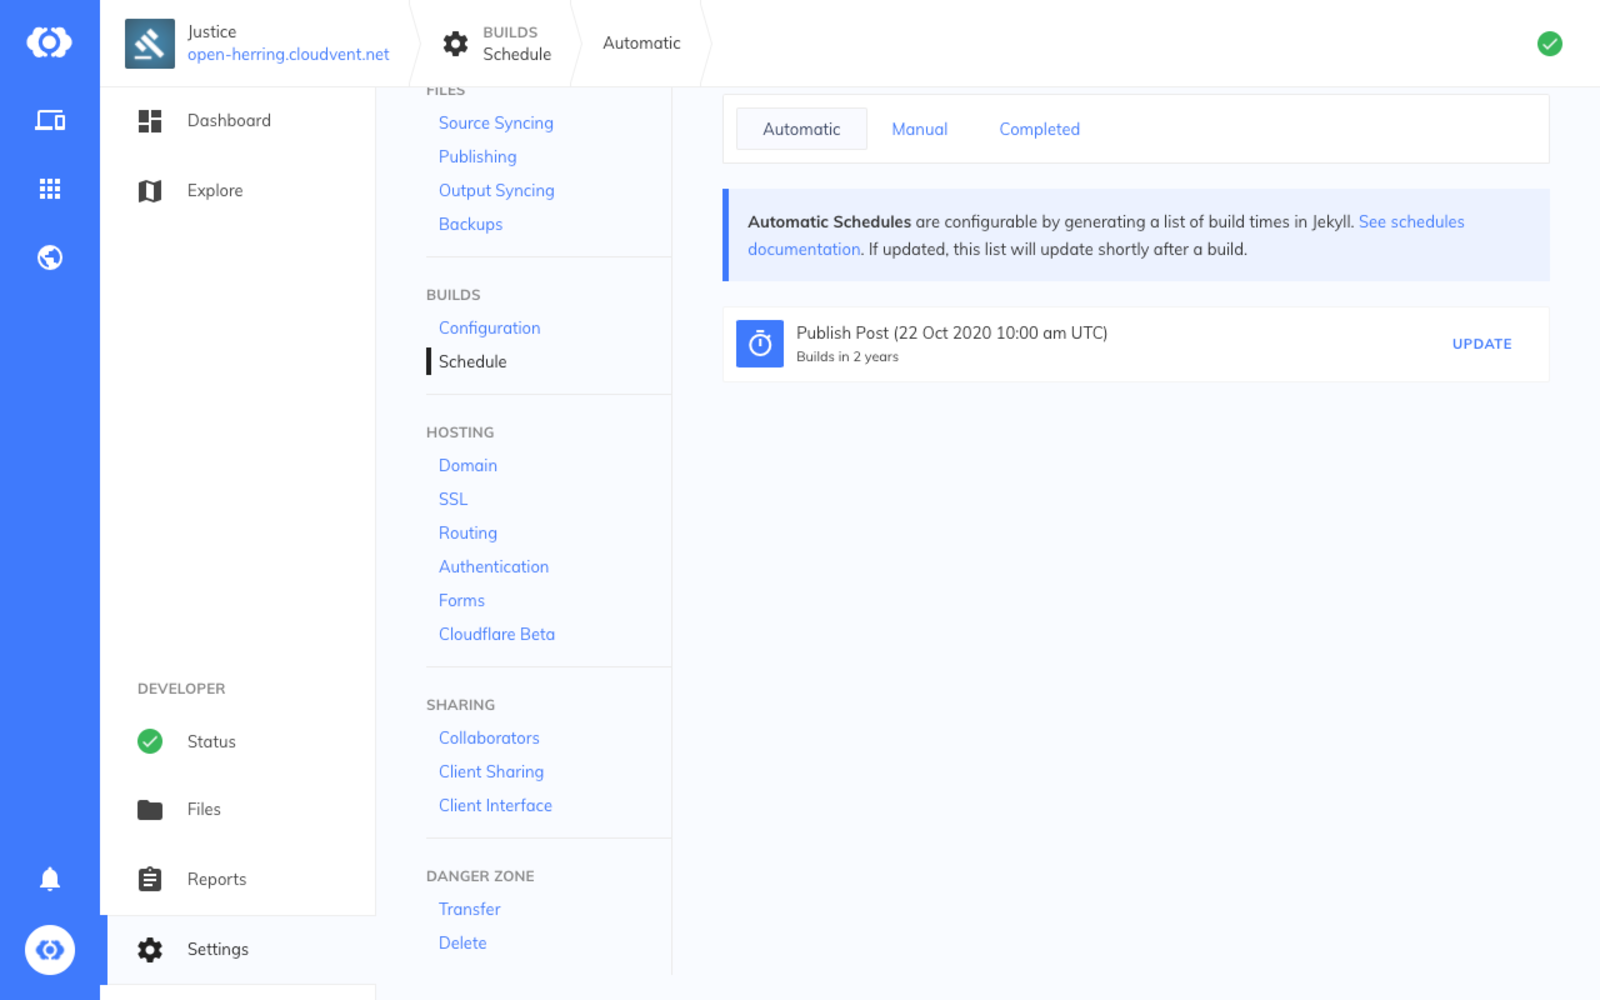 Justice
open-herring.cloudvent.net
BUILDS
Schedule
Automatic
Dashboard
Explore
DEVELOPER
Status
Files
Reports
Settings
FILES
Source Syncing
Publishing
Output Syncing
Backups
BUILDS
Configuration
Schedule
HOSTING
Domain
SSL
Routing
Authentication
Forms
Cloudflare Beta
SHARING
Collaborators
Client Sharing
Client Interface
DANGER ZONE
Transfer
Delete
Automatic Manual Completed
Automatic Schedules are configurable by generating a list of build times in Jekyll. See schedules
documentation. If updated, this list will update shortly after a build.
Publish Post (22 Oct 2020 10:00 am UTC)
Builds in 2 years
UPDATE